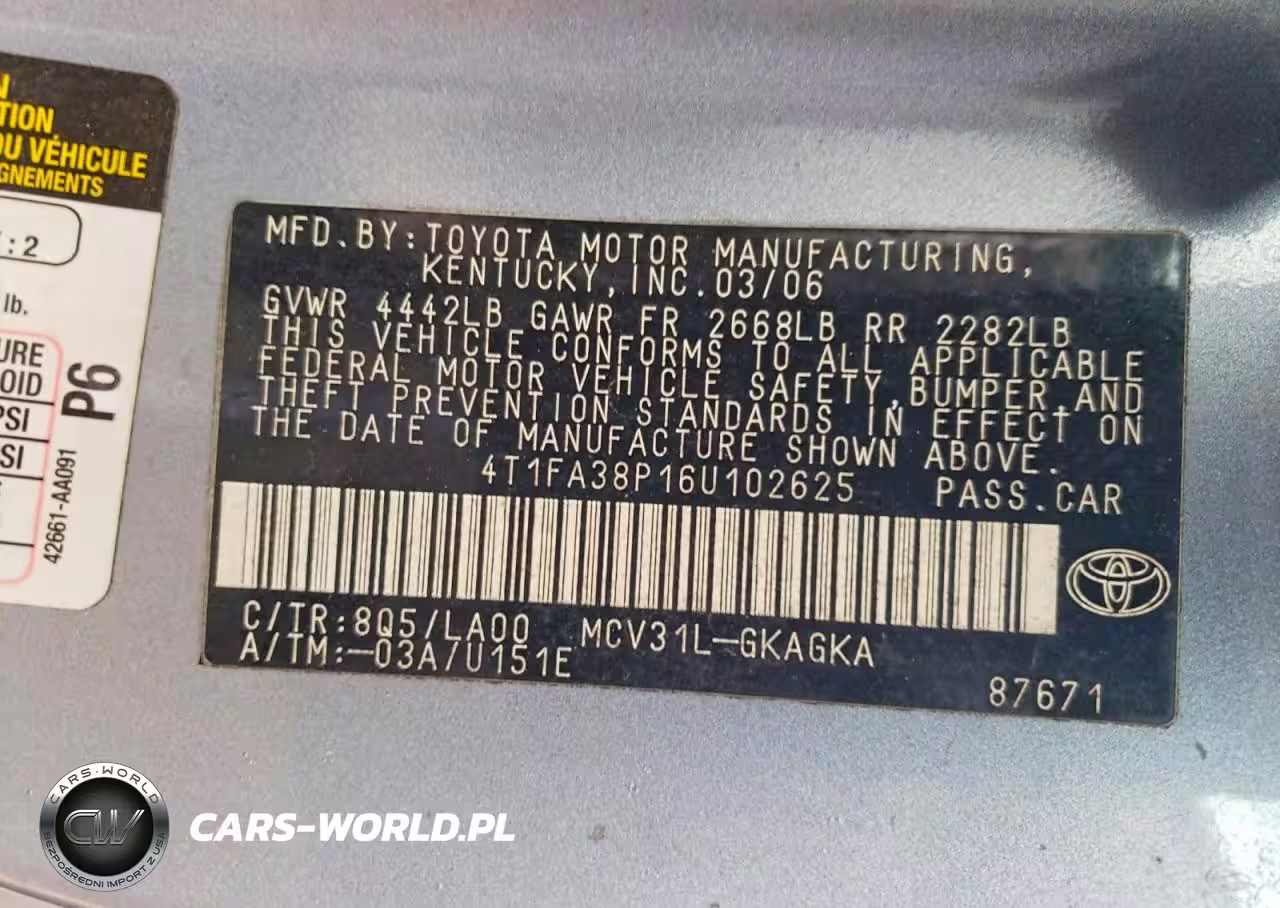 N
TION
OU VÉHICULE
GNEMENTS
: 2
lb.
URE
OID
PSI
SI
P6
42661-AA091
MFD.BY:TOYOTA MOTOR MANUFACTURING,
KENTUCKY, INC.03/06
GVWR 4442LB GAWR FR 2668LB RR 2282LB
THIS VEHICLE CONFORMS TO ALL APPLICABLE
FEDERAL MOTOR VEHICLE SAFETY,BUMPER AND
THEFT PREVENTION STANDARDS IN EFFECT ON
THE DATE OF MANUFACTURE SHOWN ABOVE.
4T1FA38P16U102625 PASS.CAR
C/TR:8Q5/LA00 MCV31L-GKAGKA
A/TM:-03A/U151E
87671
CARS-WORLD
CW
BEZPOŚREDNI IMPORT Z USA
CARS-WORLD.PL